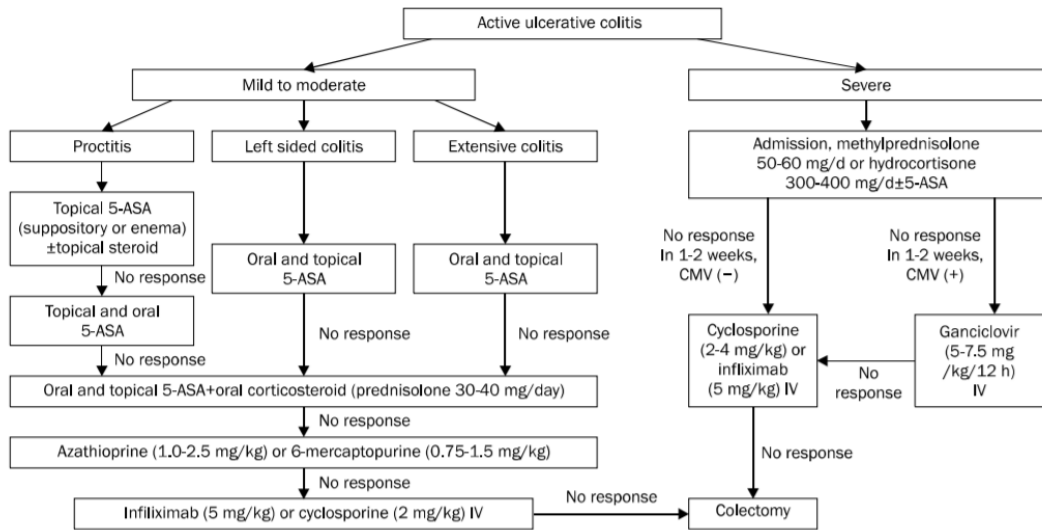 Active ulcerative colitis
Mild to moderate
Severe
Proctitis
Left sided colitis
Extensive colitis
Admission, methylprednisolone
50-60 mg/d or hydrocortisone
300-400 mg/d±5-ASA
Topical 5-ASA
(suppository or enema)
±topical steroid
Oral and topical
5-ASA
Oral and topical
5-ASA
No response
In 1-2 weeks,
CMV (−)
No response
In 1-2 weeks,
CMV (+)
No response
Topical and oral
5-ASA
No response
No response
No response
Cyclosporine
(2-4 mg/kg) or
infliximab
(5 mg/kg) IV
Ganciclovir
(5-7.5 mg
/kg/12 h)
IV
No
response
Oral and topical 5-ASA+oral corticosteroid (prednisolone 30-40 mg/day)
No response
Azathioprine (1.0-2.5 mg/kg) or 6-mercaptopurine (0.75-1.5 mg/kg)
No response
No response
Infiliximab (5 mg/kg) or cyclosporine (2 mg/kg) IV
No response
Colectomy